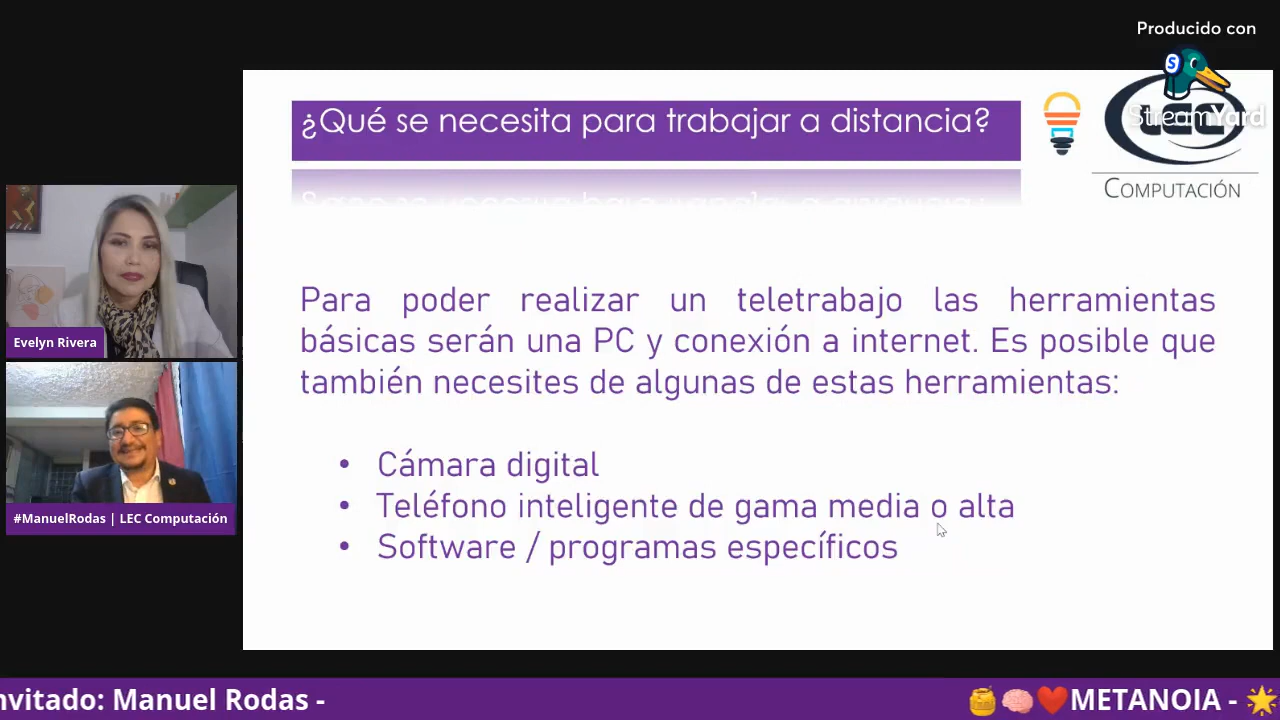 Producido con
StreamYard
¿Qué se necesita para trabajar a distancia?
LEC
COMPUTACIÓN
Para poder realizar un teletrabajo las herramientas
básicas serán una PC y conexión a internet. Es posible que
también necesites de algunas de estas herramientas:
• Cámara digital
• Teléfono inteligente de gama media o alta
• Software / programas específicos
Evelyn Rivera
#ManuelRodas | LEC Computación
nvitado: Manuel Rodas -
METANOIA -